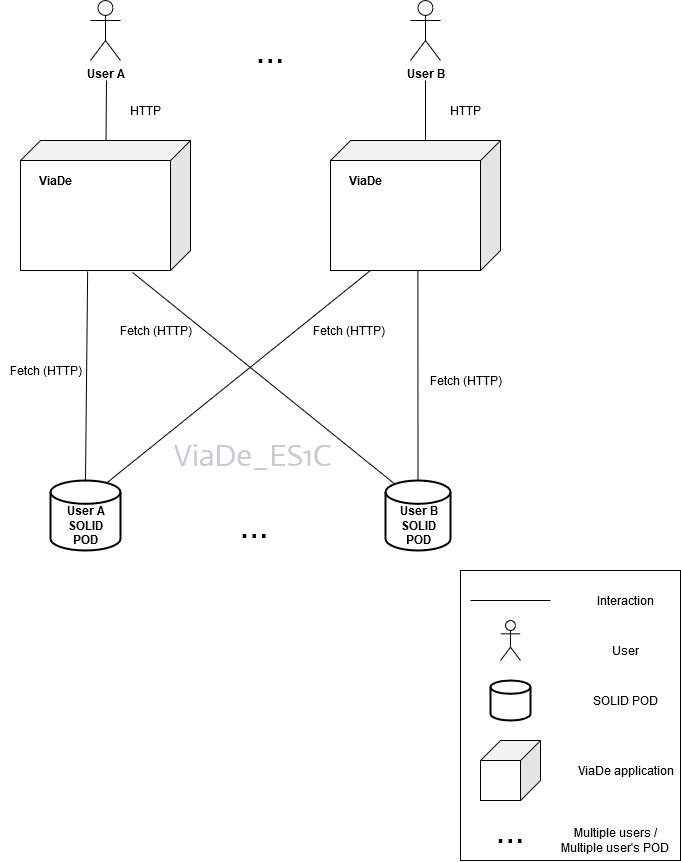 User A
...
User B
HTTP
HTTP
ViaDe
ViaDe
Fetch (HTTP)
Fetch (HTTP)
Fetch (HTTP)
Fetch (HTTP)
ViaDe_ES1C
User A
SOLID
POD
...
User B
SOLID
POD
Interaction
User
SOLID POD
ViaDe application
...
Multiple users /
Multiple user's POD